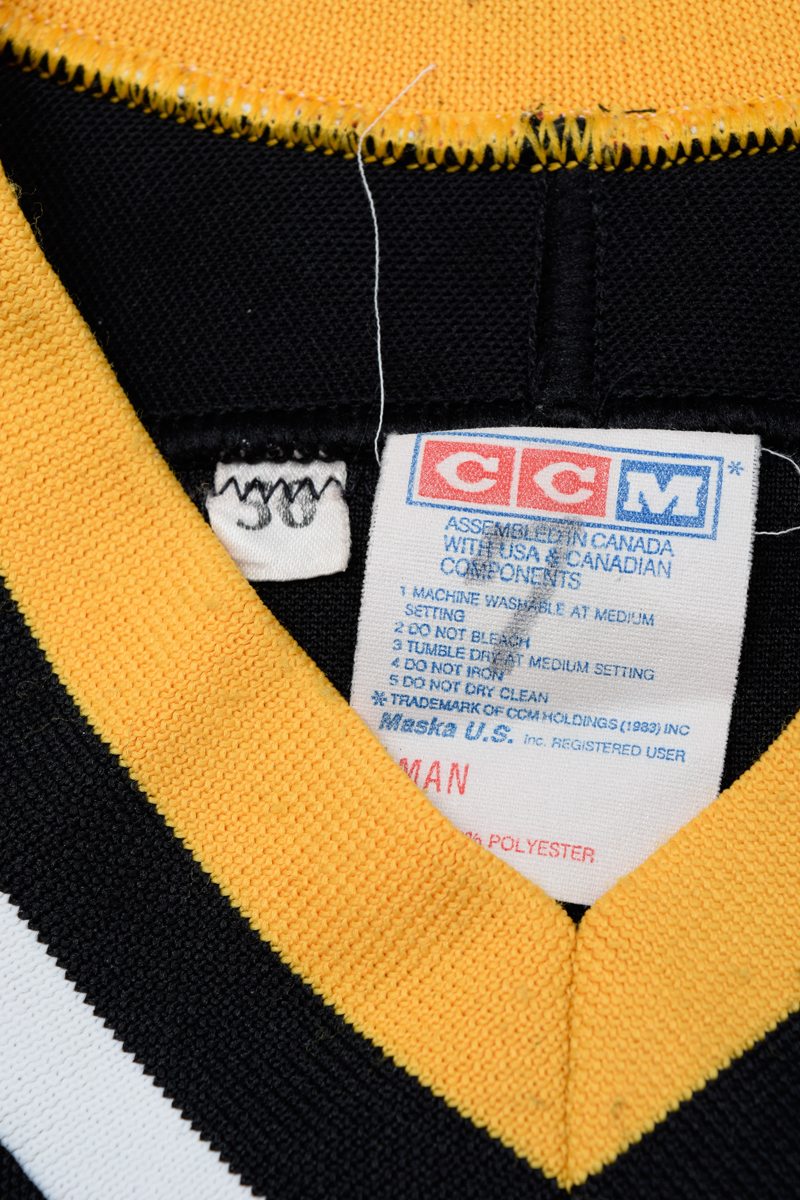 CCM*
50
ASSEMBLED IN CANADA
WITH USA & CANADIAN
COMPONENTS
1 MACHINE WASHABLE AT MEDIUM
SETTING
2 DO NOT BLEACH
3 TUMBLE DRY AT MEDIUM SETTING
4 DO NOT IRON
5 DO NOT DRY CLEAN
* TRADEMARK OF CCM HOLDINGS (1983) INC
Maska U.S. Inc. REGISTERED USER
MAN
% POLYESTER